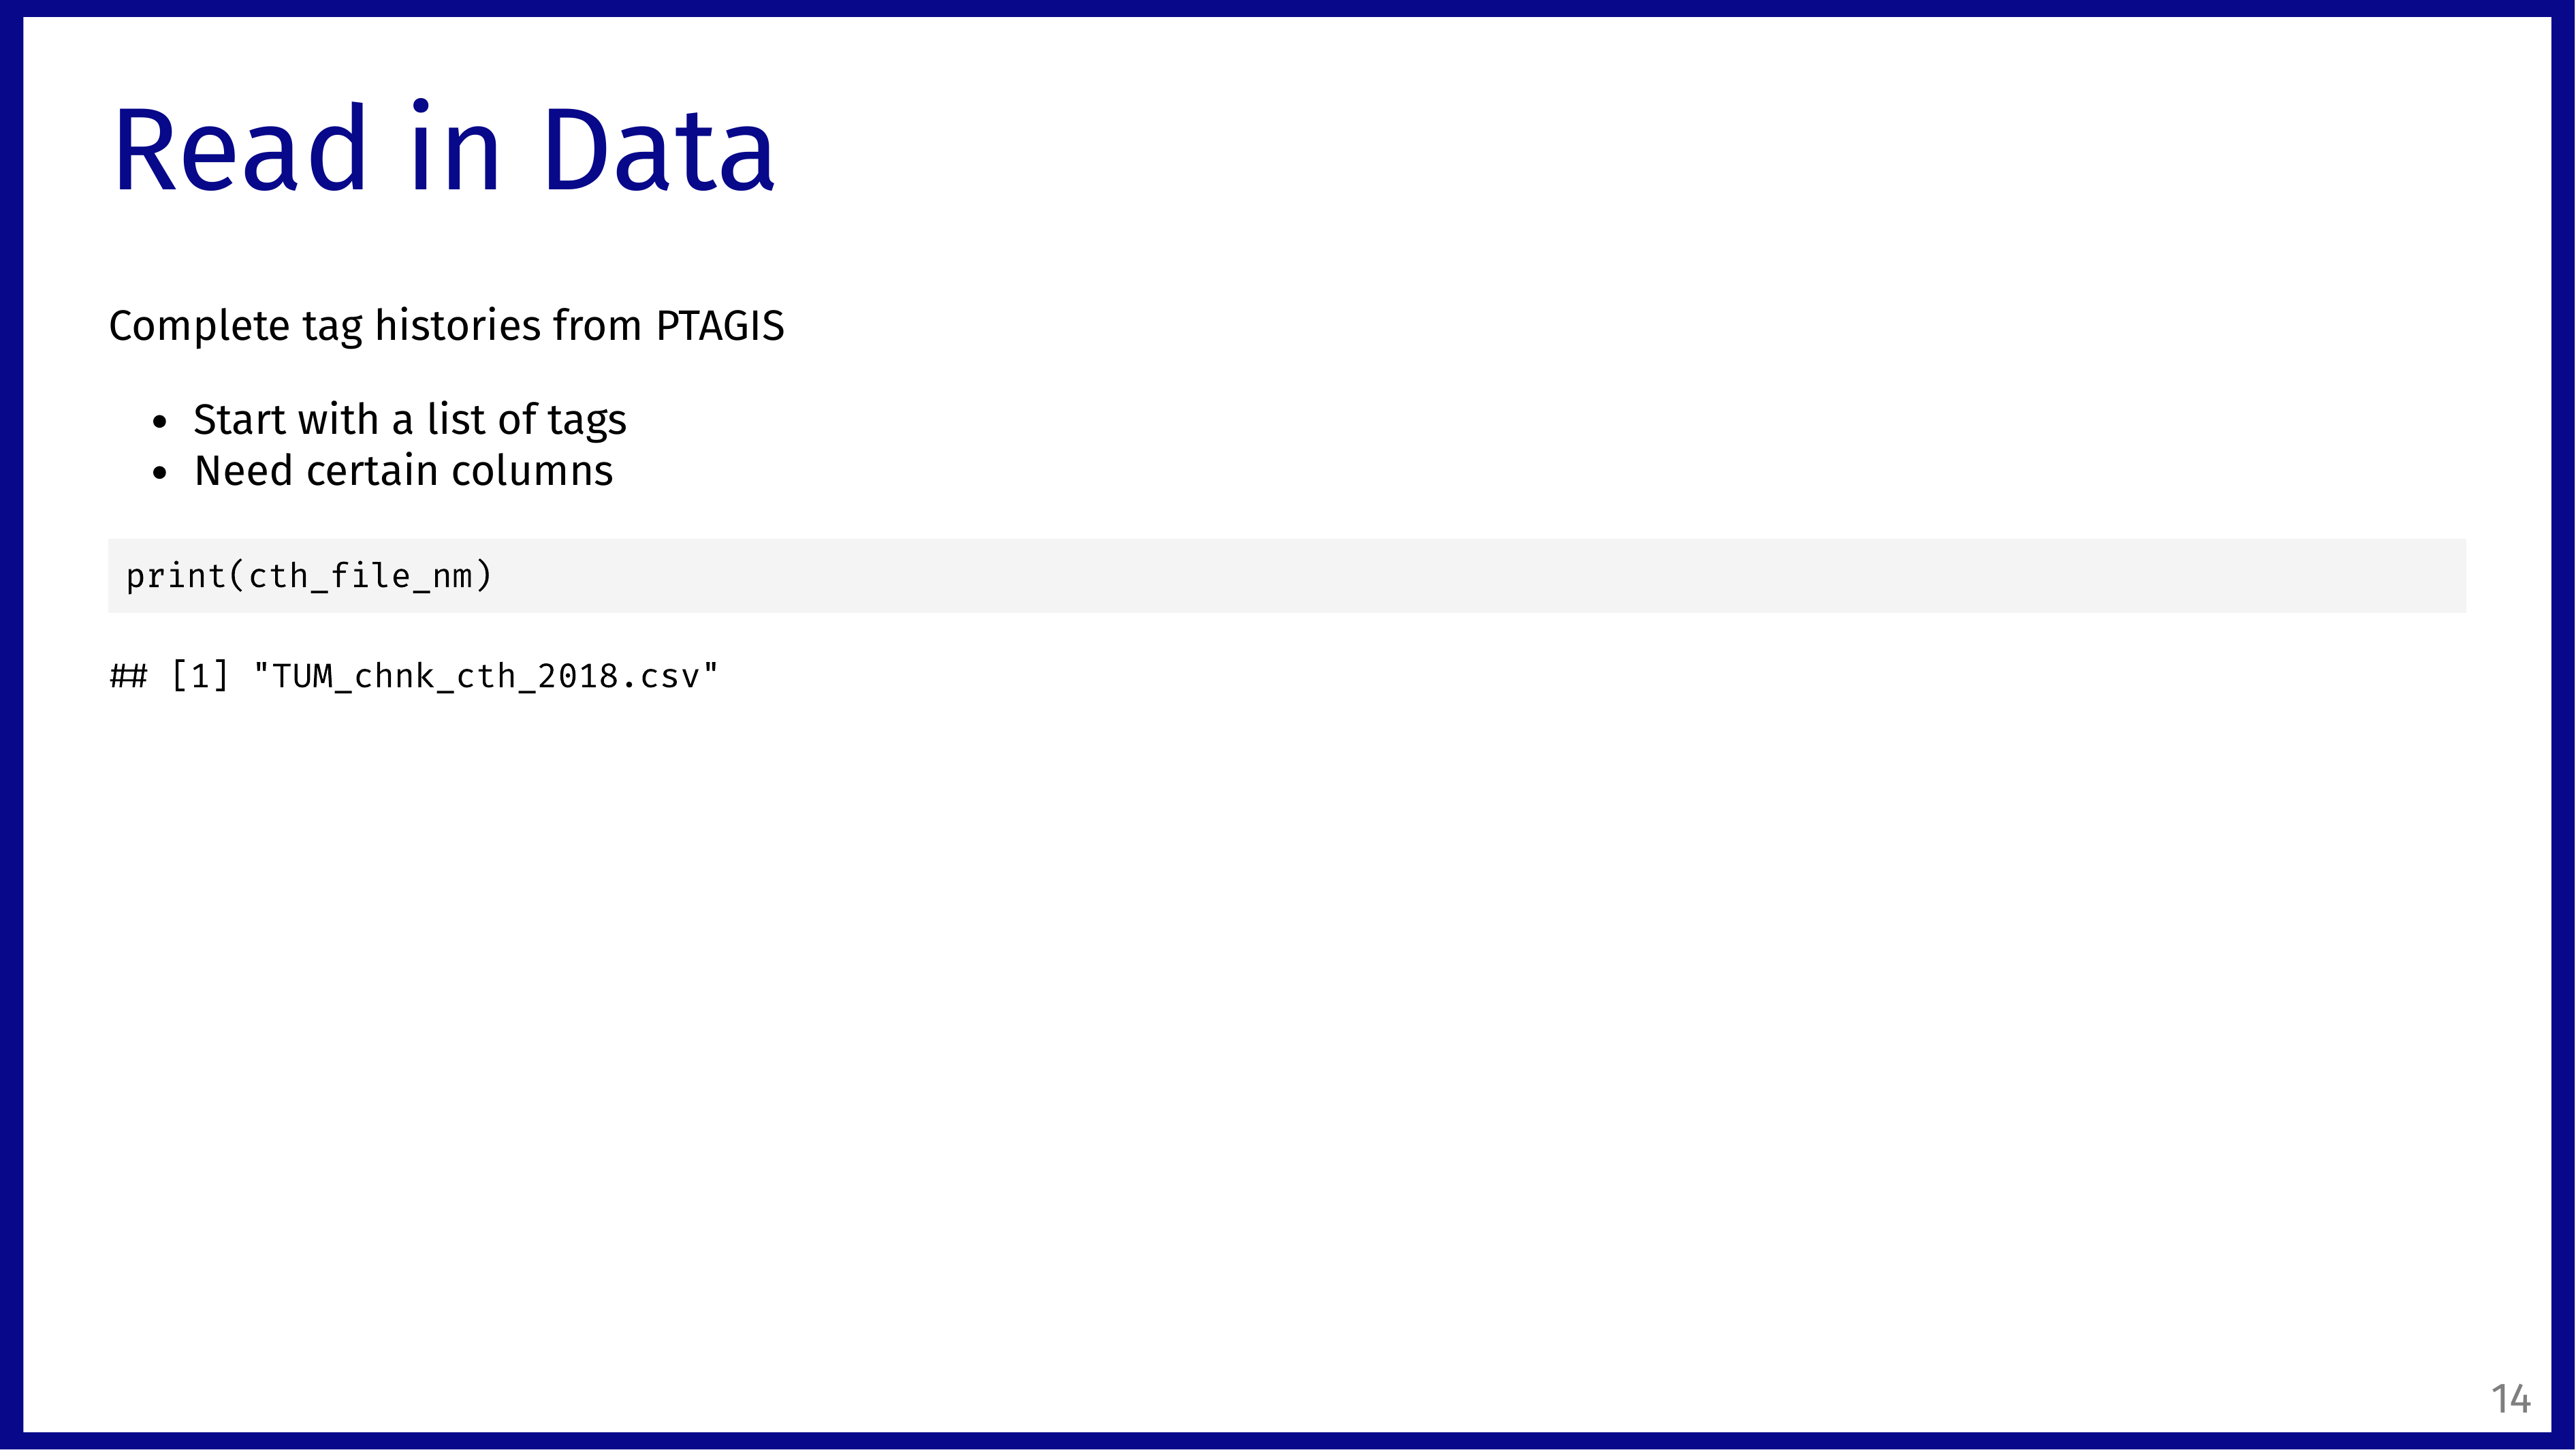 Read in Data
Complete tag histories from PTAGIS
• Start with a list of tags
• Need certain columns
print(cth_file_nm)
## [1] "TUM_chnk_cth_2018.csv"
14